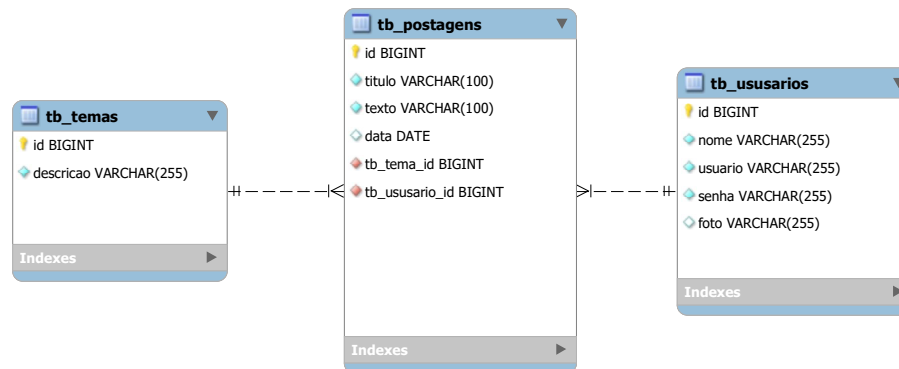 tb_temas
id BIGINT
descricao VARCHAR(255)
Indexes
tb_postagens
id BIGINT
titulo VARCHAR(100)
texto VARCHAR(100)
data DATE
tb_tema_id BIGINT
tb_ususario_id BIGINT
Indexes
tb_ususarios
id BIGINT
nome VARCHAR(255)
usuario VARCHAR(255)
senha VARCHAR(255)
foto VARCHAR(255)
Indexes